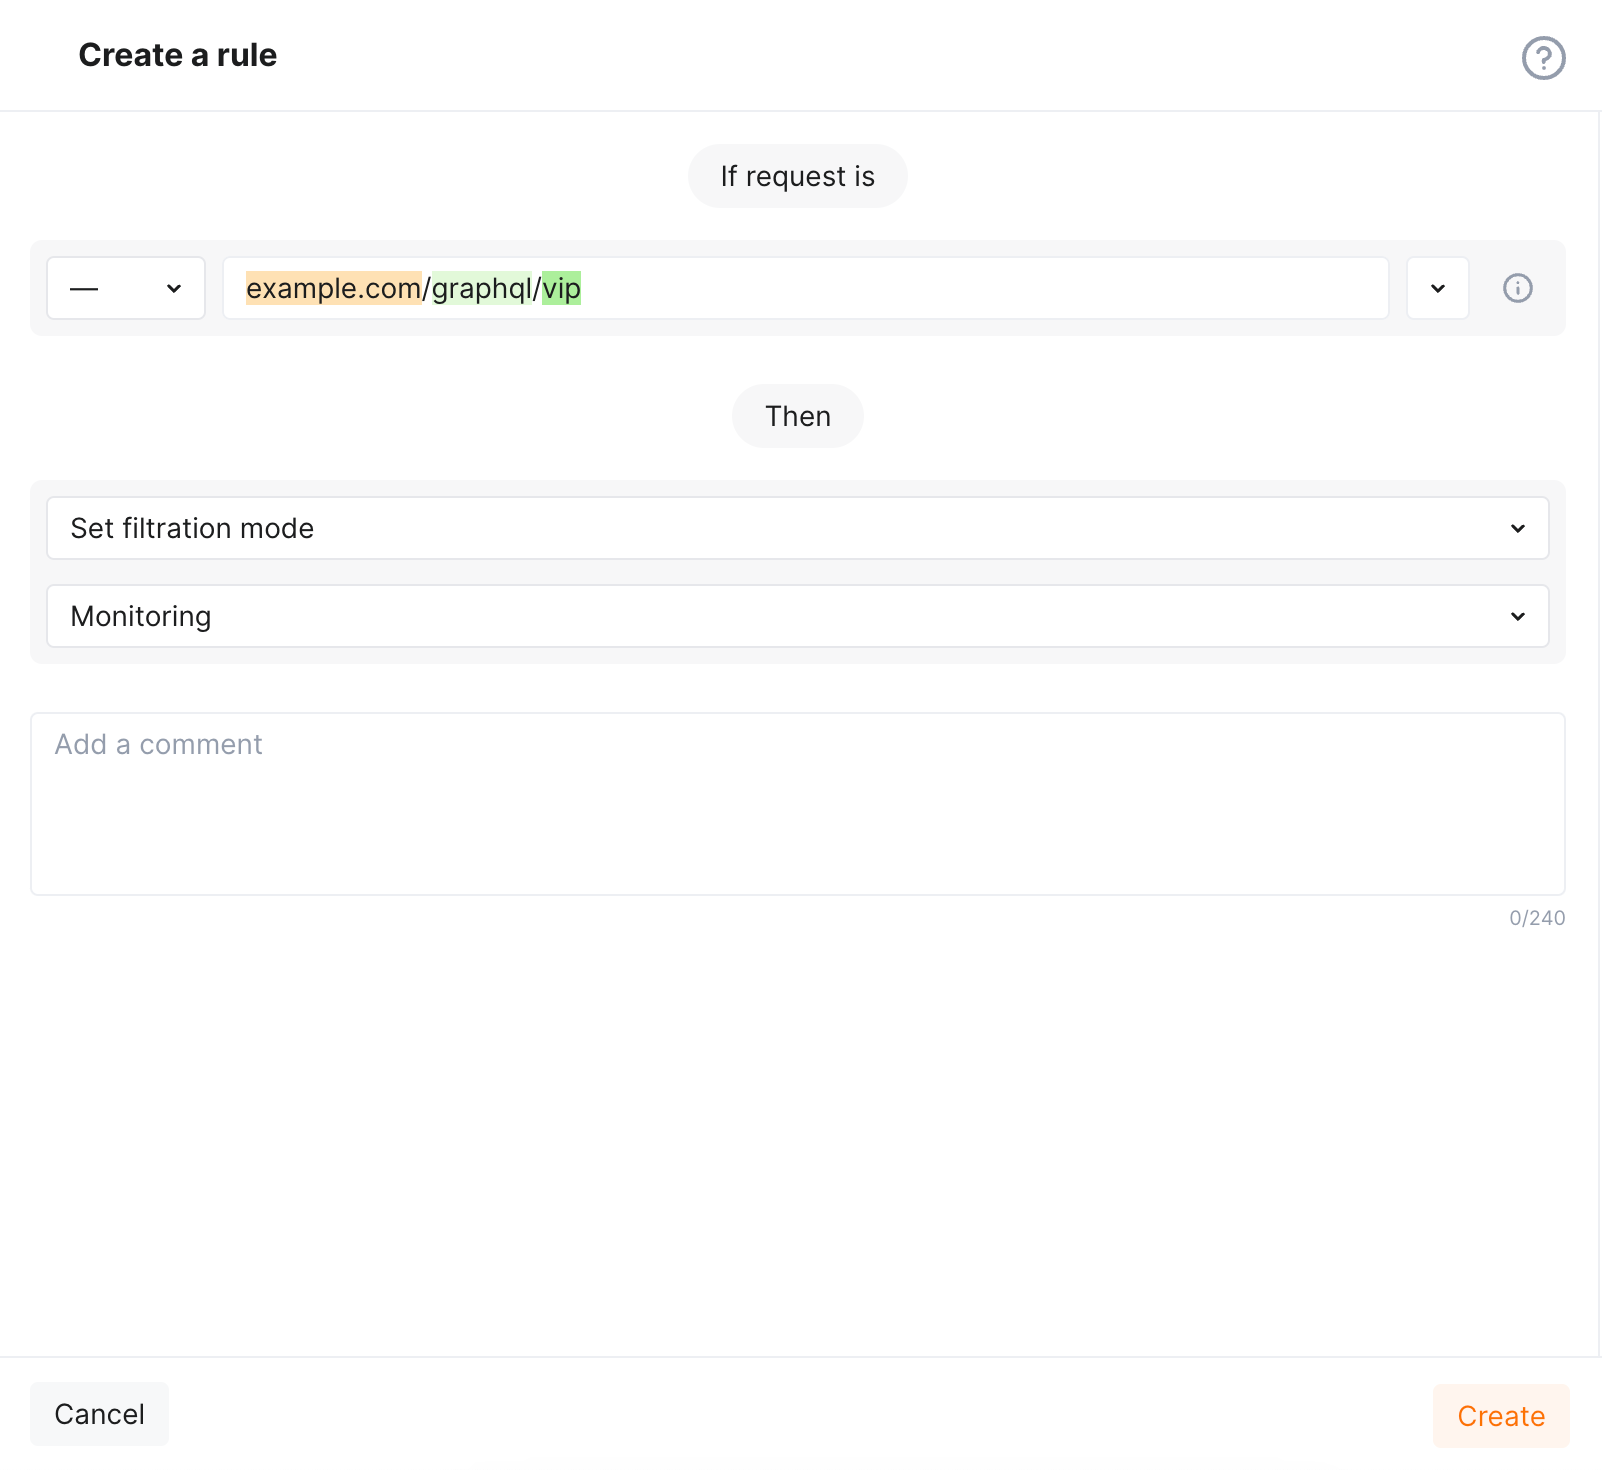 Create a rule
If request is
— example.com/graphql/vip
Then
Set filtration mode
Monitoring
Add a comment
0/240
Cancel Create